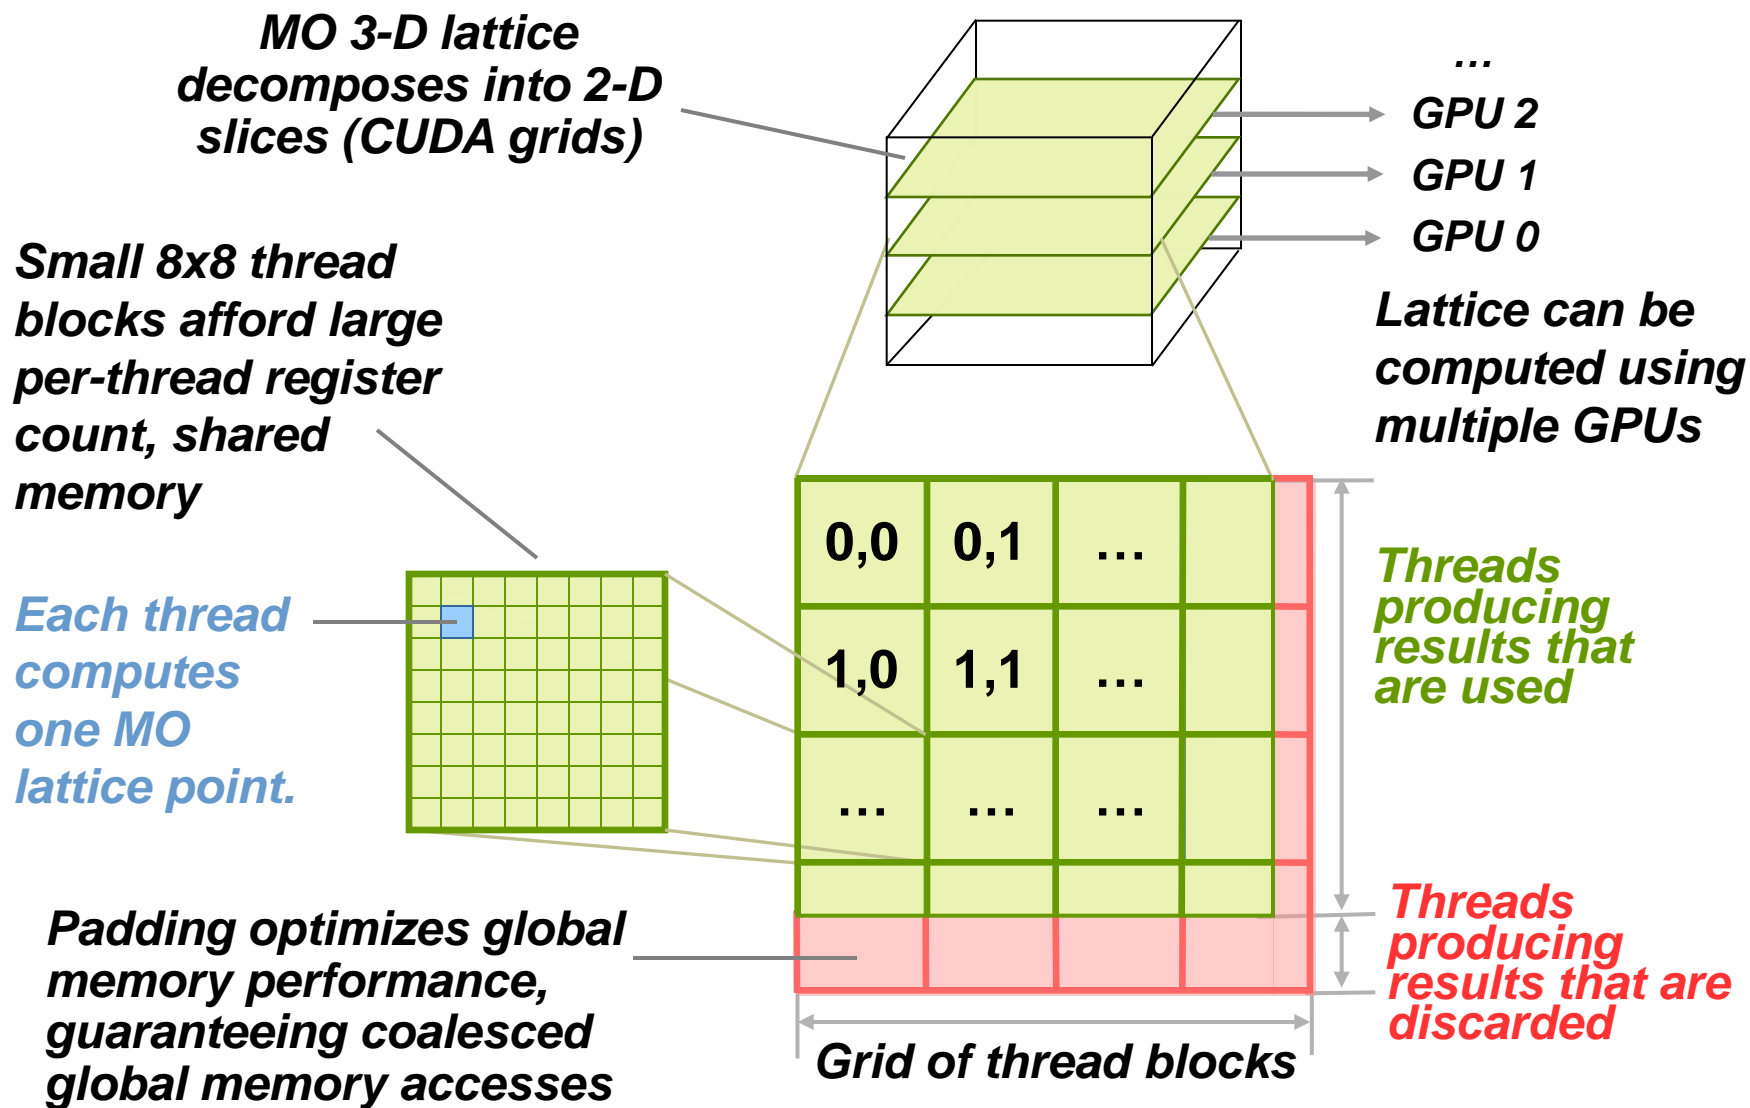 MO 3-D lattice
decomposes into 2-D
slices (CUDA grids)
…
GPU 2
GPU 1
GPU 0
Lattice can be
computed using
multiple GPUs
Small 8x8 thread
blocks afford large
per-thread register
count, shared
memory
Each thread
computes
one MO
lattice point.
0,0 0,1 …
1,0 1,1 …
… … …
Threads
producing
results that
are used
Threads
producing
results that are
discarded
Padding optimizes global
memory performance,
guaranteeing coalesced
global memory accesses
Grid of thread blocks